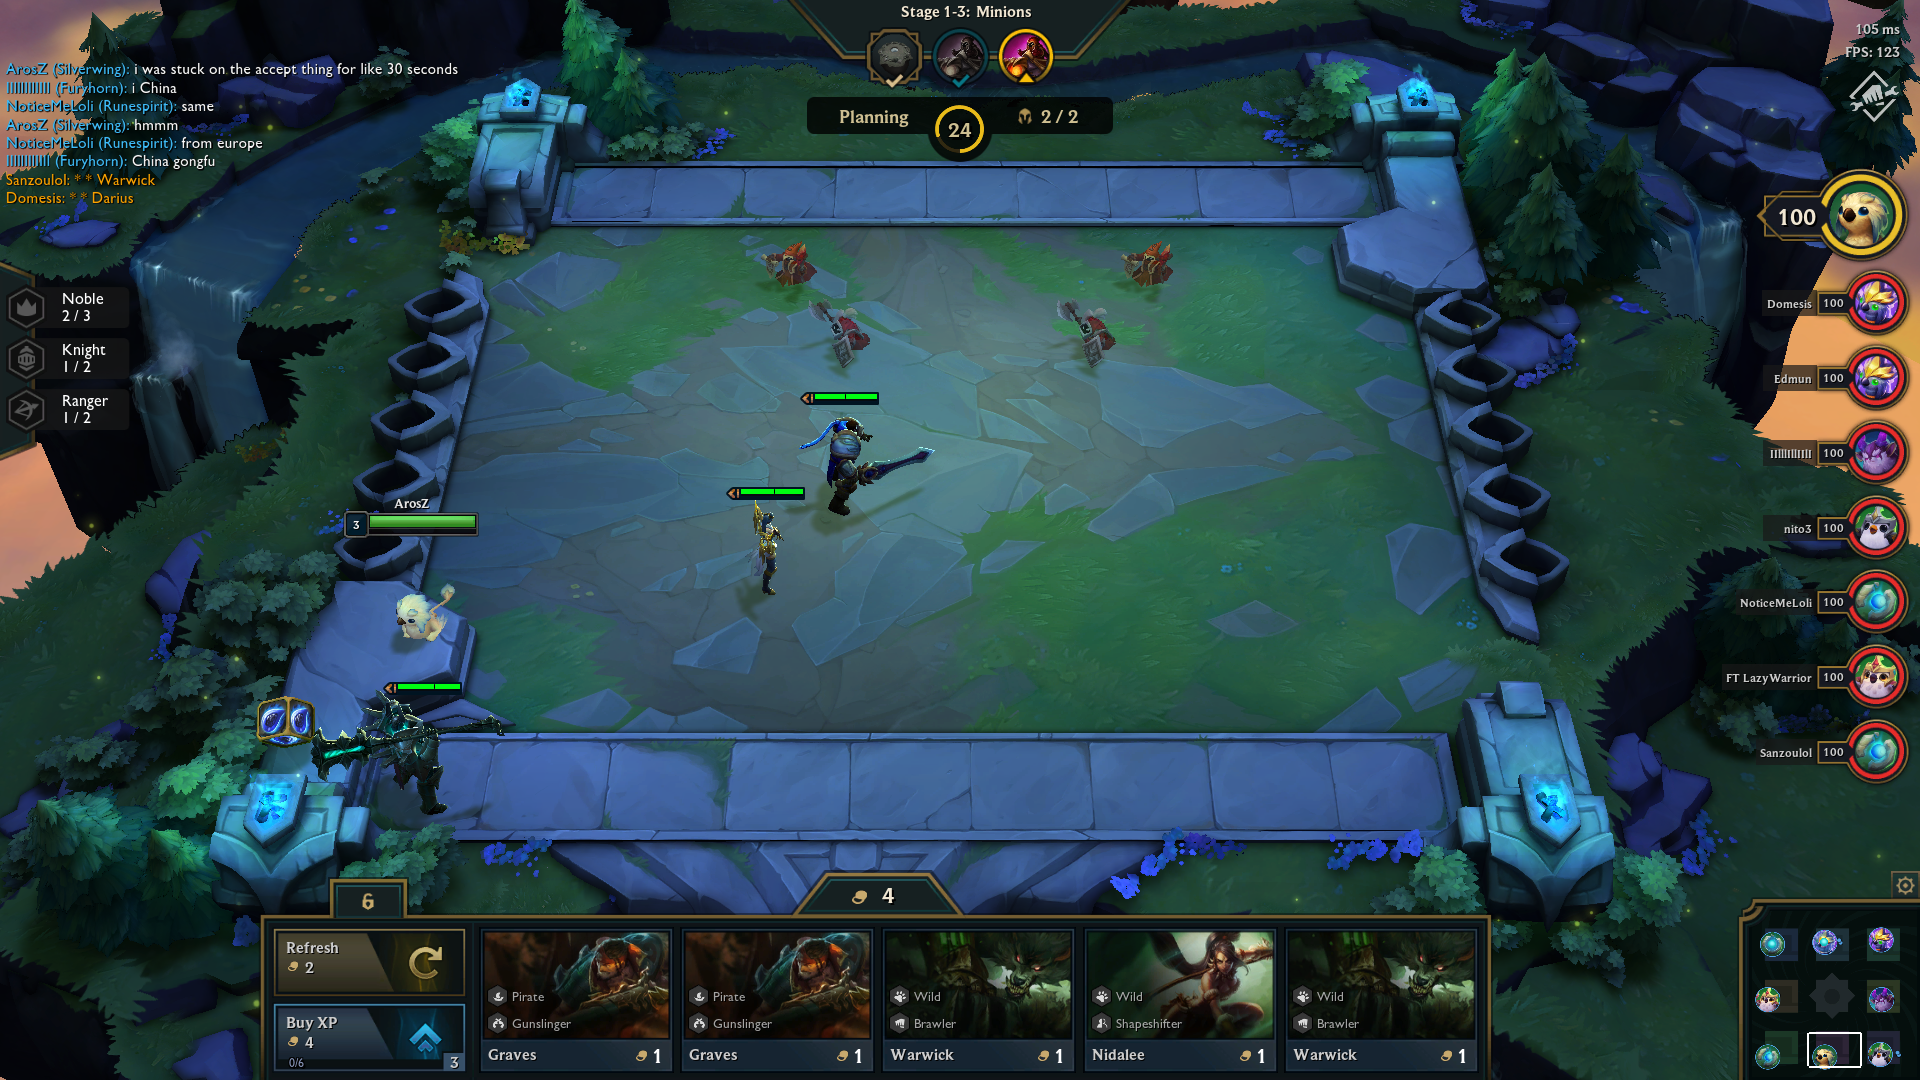 Stage 1-3: Minions
105 ms
FPS: 123
ArosZ (Silverwing): i was stuck on the accept thing for like 30 seconds
(Furyhorn): i China
NoticeMeLoli (Runespirit): same
ArosZ (Silverwing): hmmm
NoticeMeLoli (Runespirit): from europe
(Furyhorn): China gongfu
Sanzoulol: * * Warwick
Domesis: * * Darius
Planning
24
2 / 2
100
Domesis 100
Edmun 100
100
nito3 100
NoticeMeLoli 100
FT LazyWarrior 100
Sanzoulol 100
Noble
2 / 3
Knight
1 / 2
Ranger
1 / 2
ArosZ
3
6
4
Refresh
2
Buy XP
4
0/6
3
Pirate
Gunslinger
Graves 1
Pirate
Gunslinger
Graves 1
Wild
Brawler
Warwick 1
Wild
Shapeshifter
Nidalee 1
Wild
Brawler
Warwick 1